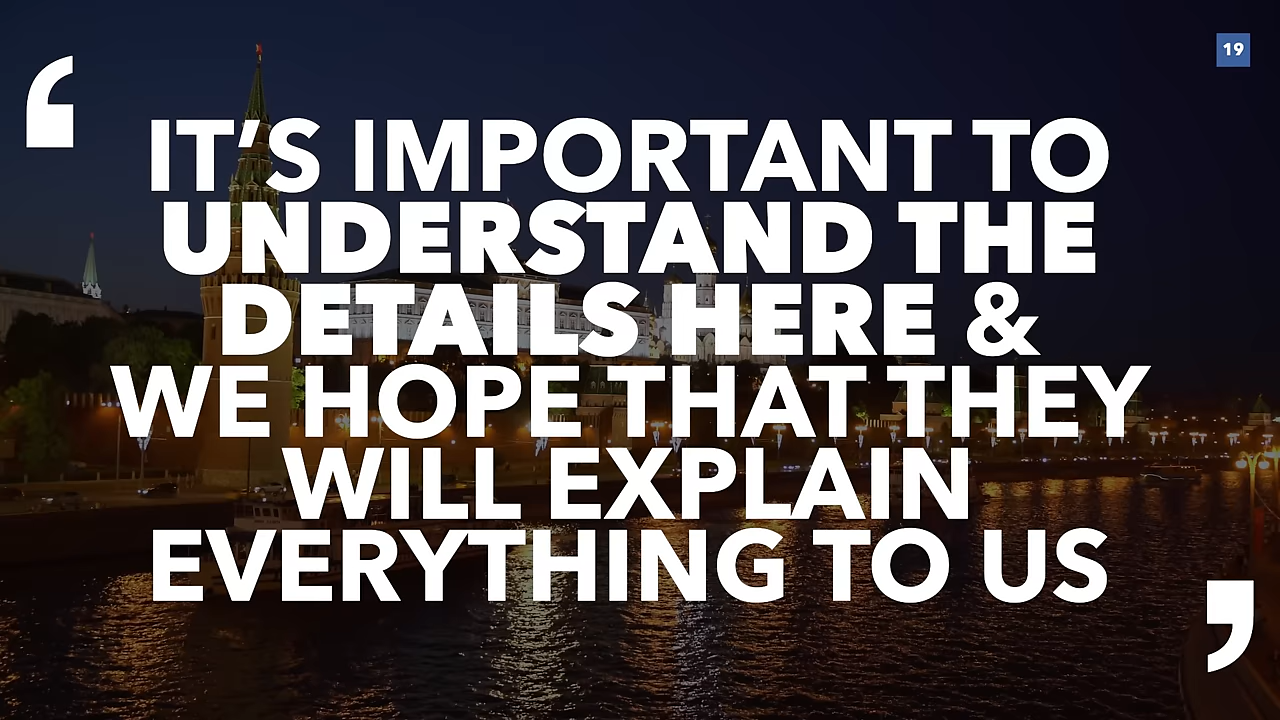 19
‘
IT’S IMPORTANT TO
UNDERSTAND THE
DETAILS HERE &
WE HOPE THAT THEY
WILL EXPLAIN
EVERYTHING TO US
’